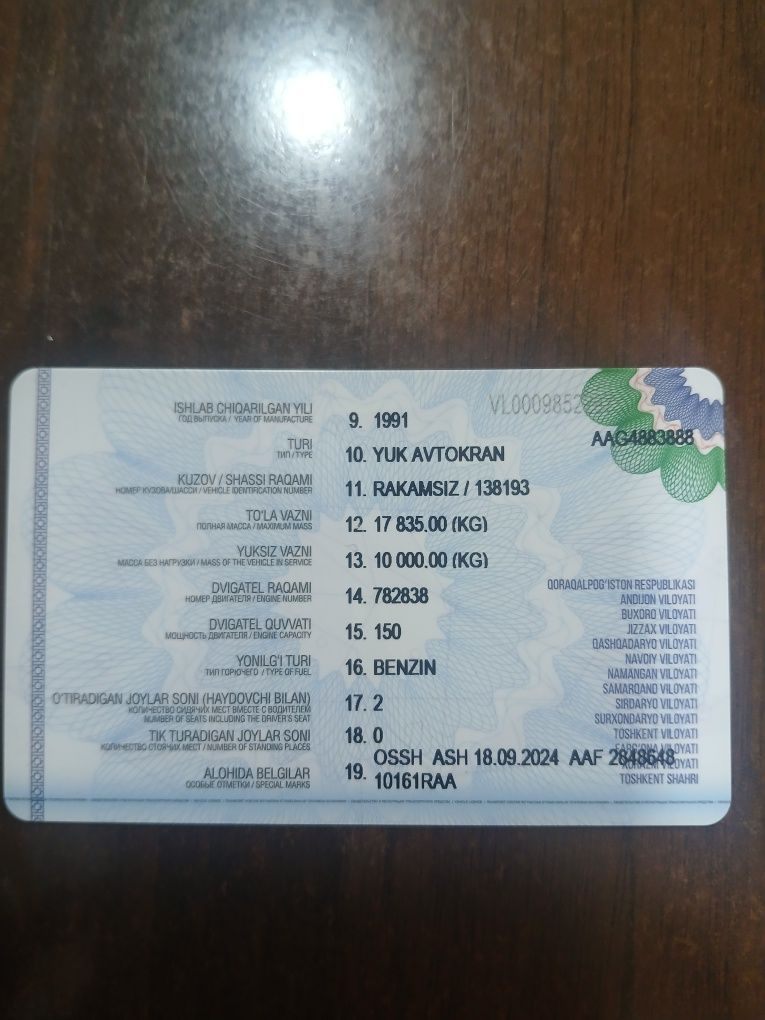 VL0009852
AAG4883888
ISHLAB CHIQARILGAN YILI
ГОД ВЫПУСКА / YEAR OF MANUFACTURE
9. 1991
TURI
ТИП / TYPE
10. YUK AVTOKRAN
KUZOV / SHASSI RAQAMI
НОМЕР КУЗОВА/ШАССИ / VEHICLE IDENTIFICATION NUMBER
11. RAKAMSIZ / 138193
TO'LA VAZNI
ПОЛНАЯ МАССА / MAXIMUM MASS
12. 17 835.00 (KG)
YUKSIZ VAZNI
МАССА БЕЗ НАГРУЗКИ / MASS OF THE VEHICLE IN SERVICE
13. 10 000.00 (KG)
DVIGATEL RAQAMI
НОМЕР ДВИГАТЕЛЯ / ENGINE NUMBER
14. 782838
DVIGATEL QUVVATI
МОЩНОСТЬ ДВИГАТЕЛЯ / ENGINE CAPACITY
15. 150
YONILG'I TURI
ТИП ГОРЮЧЕГО / TYPE OF FUEL
16. BENZIN
O'TIRADIGAN JOYLAR SONI (HAYDOVCHI BILAN)
КОЛИЧЕСТВО СИДЯЧИХ МЕСТ ВМЕСТЕ С ВОДИТЕЛЕМ
NUMBER OF SEATS INCLUDING THE DRIVER'S SEAT
17. 2
TIK TURADIGAN JOYLAR SONI
КОЛИЧЕСТВО СТОЯЧИХ МЕСТ / NUMBER OF STANDING PLACES
18. 0
ALOHIDA BELGILAR
ОСОБЫЕ ОТМЕТКИ / SPECIAL MARKS
19. OSSH ASH 18.09.2024 AAF 2848648
10161RAA
QORAQALPOG'ISTON RESPUBLIKASI
ANDIJON VILOYATI
BUXORO VILOYATI
JIZZAX VILOYATI
QASHQADARYO VILOYATI
NAVOIY VILOYATI
NAMANGAN VILOYATI
SAMARQAND VILOYATI
SIRDARYO VILOYATI
SURXONDARYO VILOYATI
TOSHKENT VILOYATI
FARG'ONA VILOYATI
XORAZM VILOYATI
TOSHKENT SHAHRI